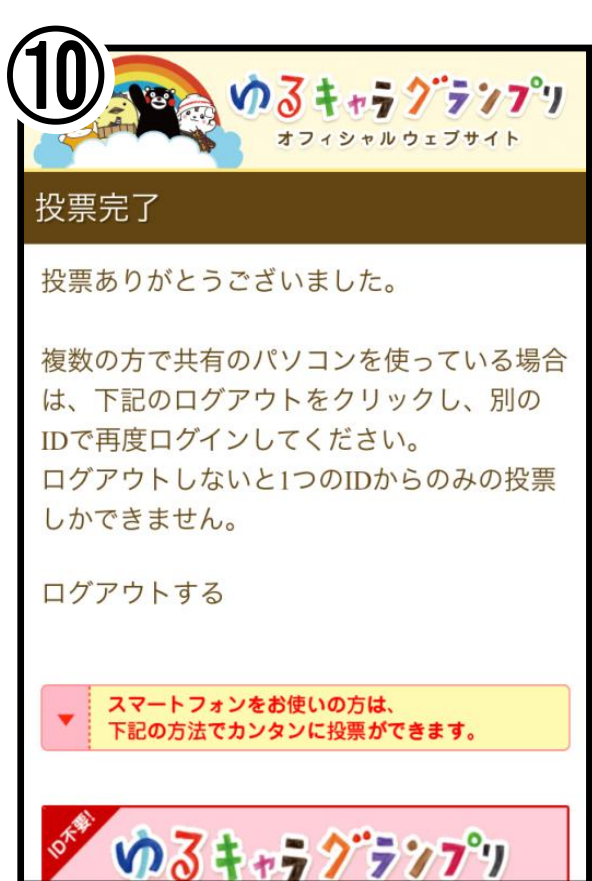 ⑩
ゆるキャラグランプリ
オフィシャルウェブサイト
投票完了
投票ありがとうございました。
複数の方で共有のパソコンを使っている場合
は、下記のログアウトをクリックし、別の
IDで再度ログインしてください。
ログアウトしないと1つのIDからのみの投票
しかできません。
ログアウトする
スマートフォンをお使いの方は、
下記の方法でカンタンに投票ができます。
ID不要!
ゆるキャラグランプリ